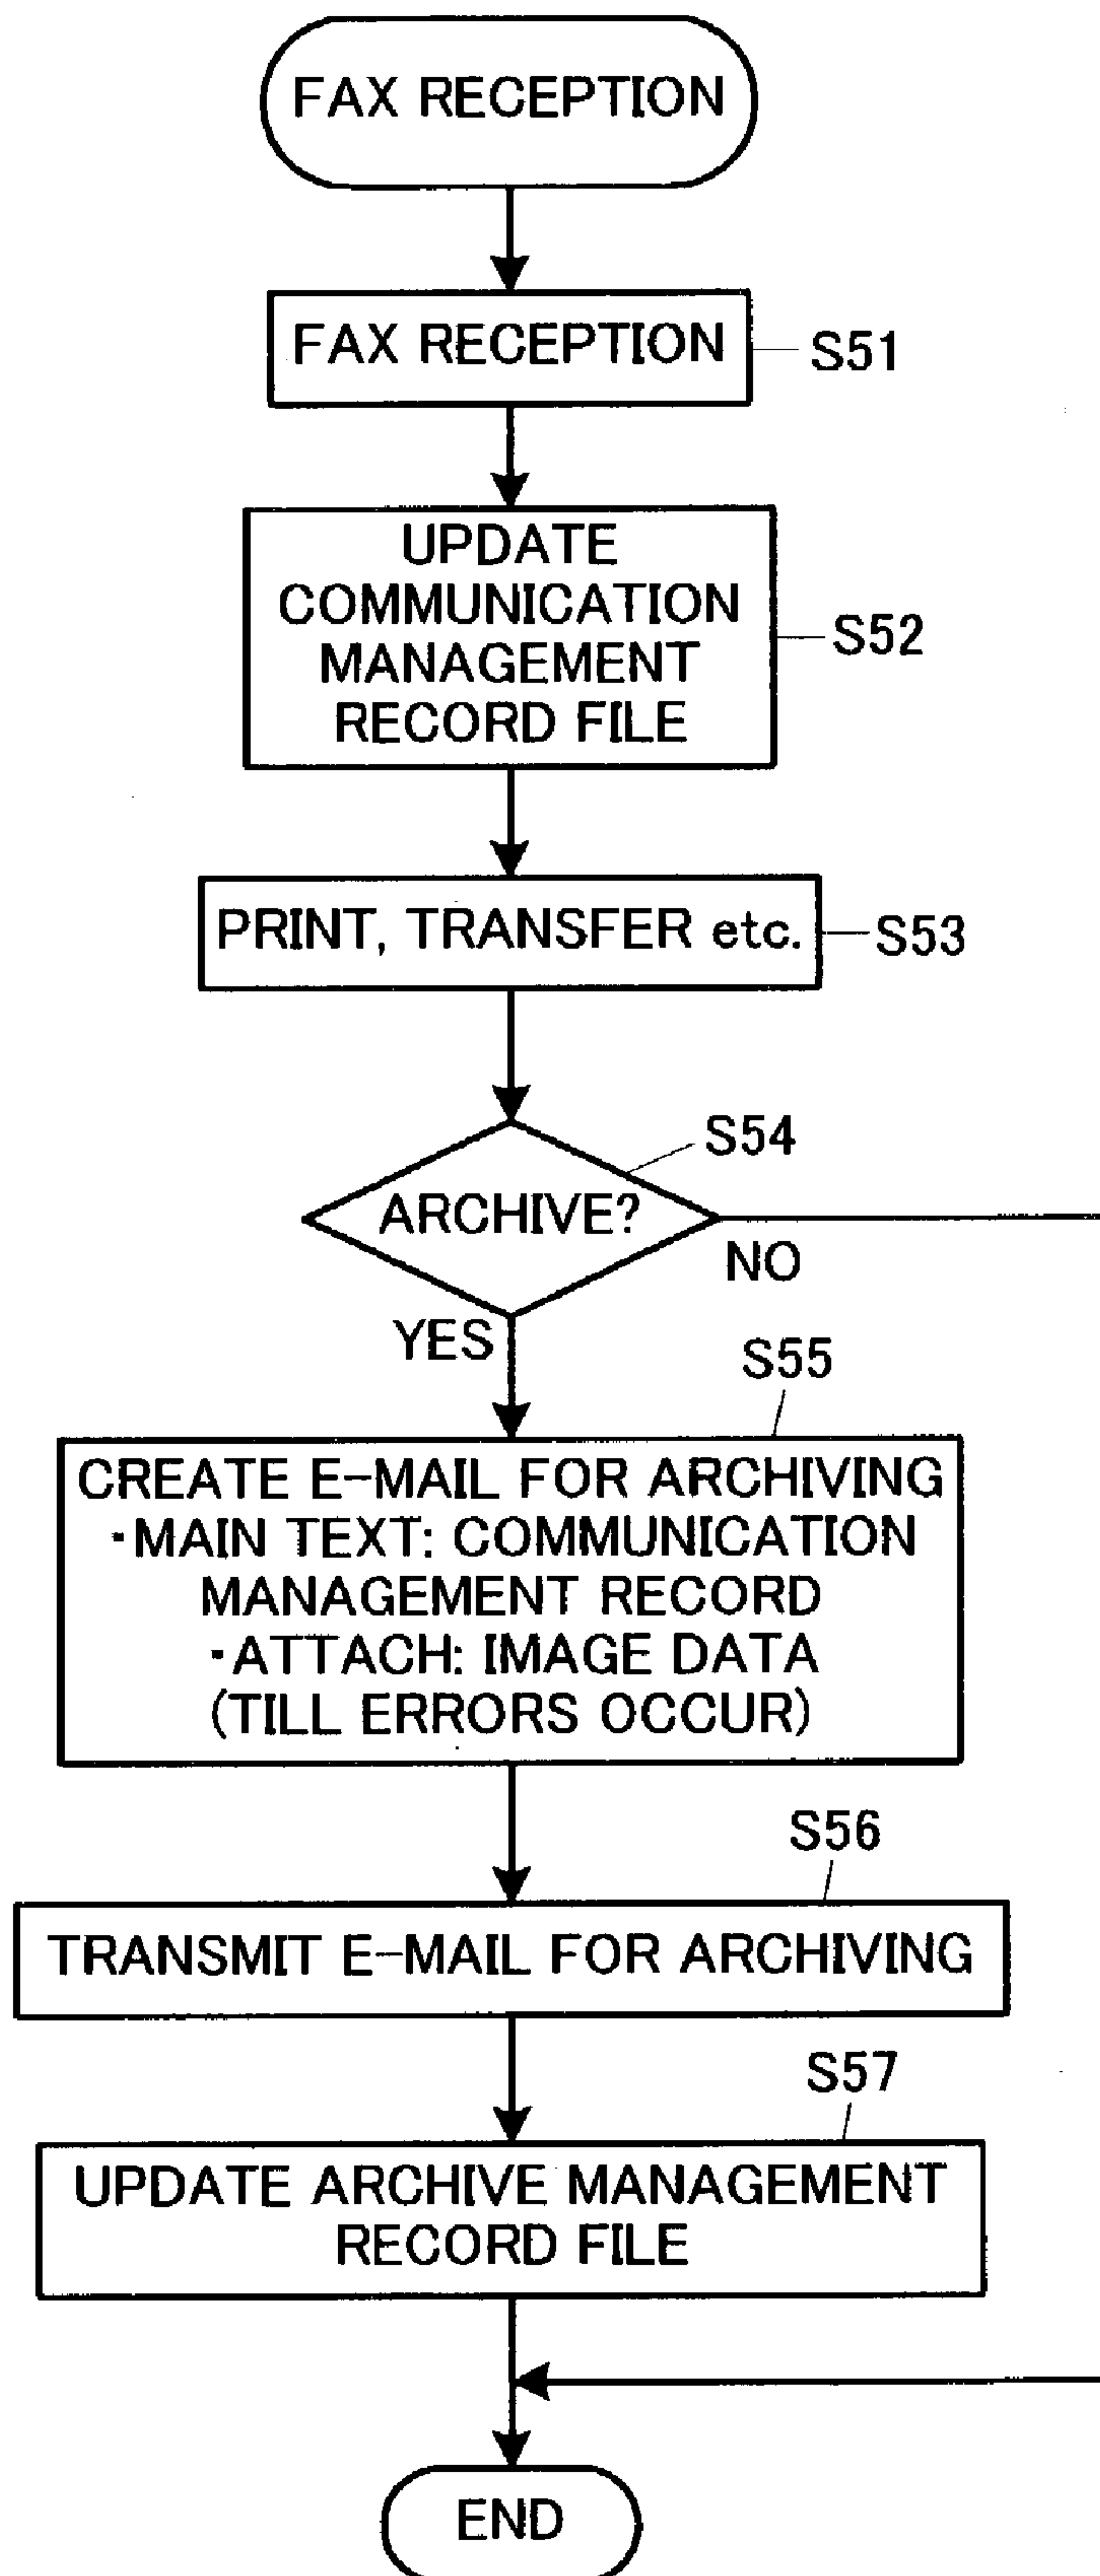 FAX RECEPTION
FAX RECEPTION
S51
UPDATE
COMMUNICATION
MANAGEMENT
RECORD FILE
S52
PRINT, TRANSFER etc.
S53
S54
ARCHIVE?
NO
YES
S55
CREATE E-MAIL FOR ARCHIVING
・MAIN TEXT: COMMUNICATION
MANAGEMENT RECORD
・ATTACH: IMAGE DATA
(TILL ERRORS OCCUR)
S56
TRANSMIT E-MAIL FOR ARCHIVING
S57
UPDATE ARCHIVE MANAGEMENT
RECORD FILE
END